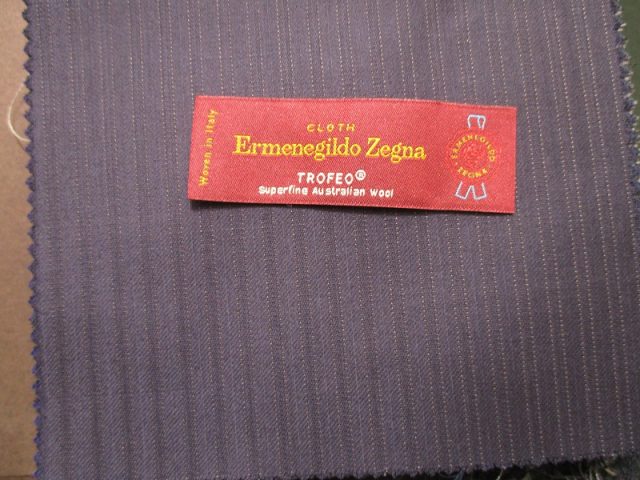 Woven in Italy
CLOTH
Ermenegildo Zegna
TROFEO®
Superfine Australian Wool
ERMENEGILDO
ZEGNA